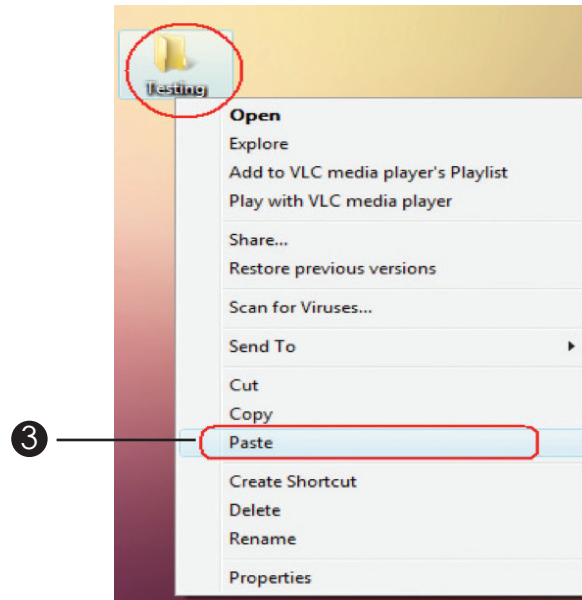 Testing
Open
Explore
Add to VLC media player's Playlist
Play with VLC media player
Share...
Restore previous versions
Scan for Viruses...
Send To
Cut
Copy
3
Paste
Create Shortcut
Delete
Rename
Properties